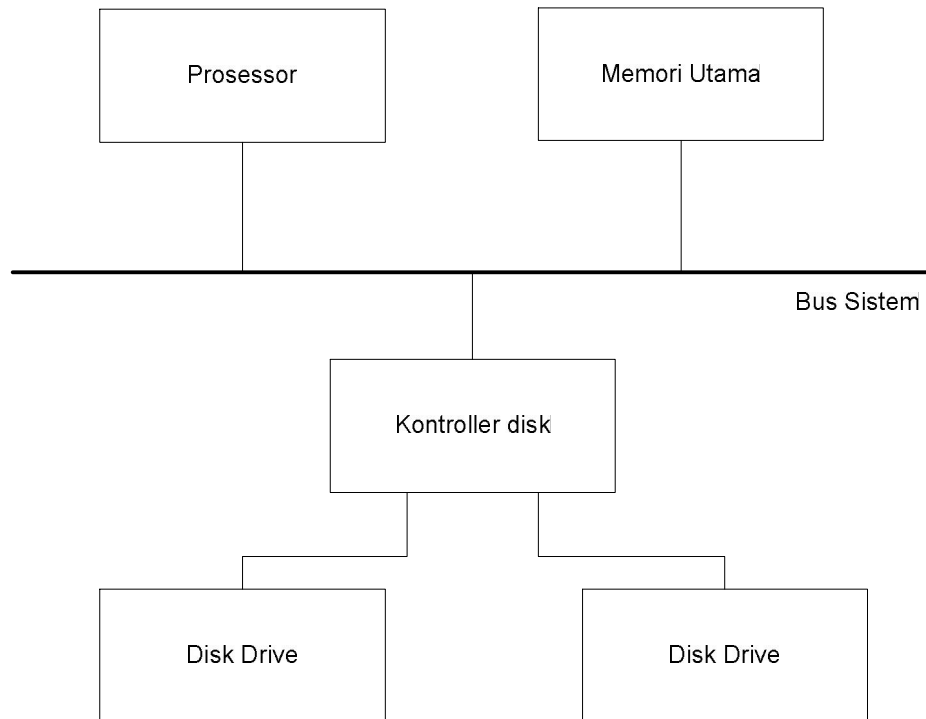 Prosessor
Memori Utama
Bus Sistem
Kontroller disk
Disk Drive
Disk Drive